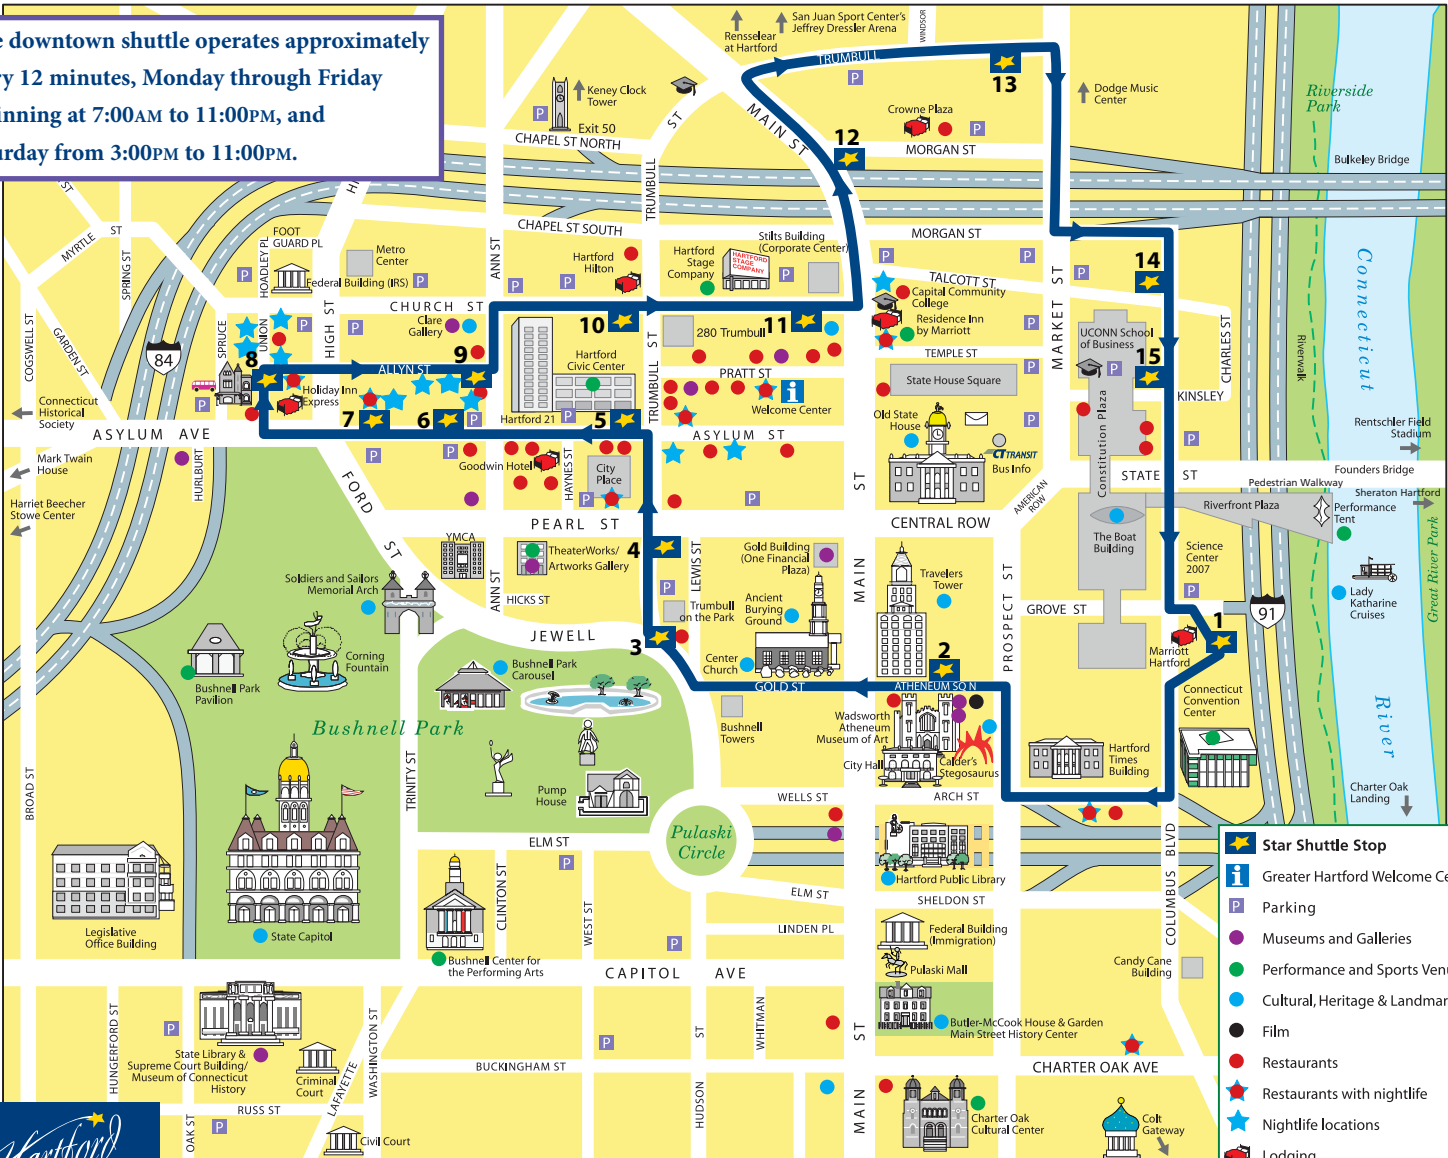 downtown shuttle operates approximately
12 minutes, Monday through Friday
at 7:00AM to 11:00PM, and
from 3:00PM to 11:00PM.
Rensselear
at Hartford
San Juan Sport Center's
Jeffrey Dressler Arena
WINDSOR
TRUMBULL
13
Dodge Music
Center
Riverside
Park
Keney Clock
Tower
Exit 50
CHAPEL ST NORTH
ST
MAIN ST
Crowne Plaza
12
MORGAN ST
Bulkeley Bridge
TRUMBULL
ST
MYRTLE ST
SPRING ST
FOOT
GUARD PL
HOADLEY PL
Federal Building (IRS)
Metro
Center
ANN ST
CHAPEL ST SOUTH
Hartford
Hilton
Hartford
Stage
Company
HARTFORD
STAGE
COMPANY
Stilts Building
(Corporate Center)
MORGAN ST
TALCOTT ST
MARKET ST
14
Capital Community
College
Residence Inn
by Marriott
TEMPLE ST
UCONN School
of Business
15
CHARLES ST
KINSLEY
Riverwalk
Connecticut
River
COGSWELL ST
GARDEN ST
84
SPRUCE
UNION
HIGH ST
CHURCH ST
Clare
Gallery
8
9
ALLYN ST
Holiday Inn
Express
7
6
10
Hartford
Civic Center
Hartford 21
5
TRUMBULL ST
280 Trumbull
11
PRATT ST
Welcome Center
State House Square
Old State
House
CTTRANSIT
Bus Info
Constitution Plaza
Connecticut
Historical
Society
ASYLUM AVE
Mark Twain
House
Harriet Beecher
Stowe Center
HURLBURT
FORD ST
Goodwin Hotel
HAYNES ST
City
Place
ASYLUM ST
ST
AMERICAN
ROW
STATE ST
Rentschler Field
Stadium
Founders Bridge
Pedestrian Walkway
Sheraton Hartford
Riverfront Plaza
Performance
Tent
PEARL ST
CENTRAL ROW
YMCA
TheaterWorks/
Artworks Gallery
4
LEWIS ST
Gold Building
(One Financial
Plaza)
MAIN
Travelers
Tower
PROSPECT ST
The Boat
Building
Science
Center
2007
Great River Park
Soldiers and Sailors
Memorial Arch
ANN ST
HICKS ST
Trumbull
on the Park
Ancient
Burying
Ground
GROVE ST
91
Lady
Katharine
Cruises
JEWELL
3
Center
Church
2
Marriott
Hartford
1
Corning
Fountain
Bushnell Park
Pavilion
Bushnell Park
Carousel
GOLD ST
ATHENEUM SQ N
Connecticut
Convention
Center
Bushnell Park
Bushnell
Towers
Wadsworth
Atheneum
Museum of Art
City Hall
Calder's
Stegosaurus
Hartford
Times
Building
BROAD ST
TRINITY ST
Pump
House
WELLS ST
ARCH ST
Charter Oak
Landing
Pulaski
Circle
ELM ST
CLINTON ST
WEST ST
ELM ST
Hartford Public Library
SHELDON ST
COLUMBUS BLVD
Legislative
Office Building
State Capitol
LINDEN PL
Federal Building
(Immigration)
Pulaski Mall
Bushnell Center for
the Performing Arts
CAPITOL AVE
Candy Cane
Building
HUNGERFORD ST
WASHINGTON ST
WHITMAN
ST
HUDSON
Butler-McCook House & Garden
Main Street History Center
State Library &
Supreme Court Building/
Museum of Connecticut
History
Criminal
Court
LAFAYETTE
BUCKINGHAM ST
CHARTER OAK AVE
ST
MAIN
RUSS ST
OAK ST
Civil Court
Charter Oak
Cultural Center
Colt
Gateway
Hartford
Star Shuttle Stop
Greater Hartford Welcome
Parking
Museums and Galleries
Performance and Sports
Cultural, Heritage &
Film
Restaurants
Restaurants with nightlife
Nightlife locations
Lodging